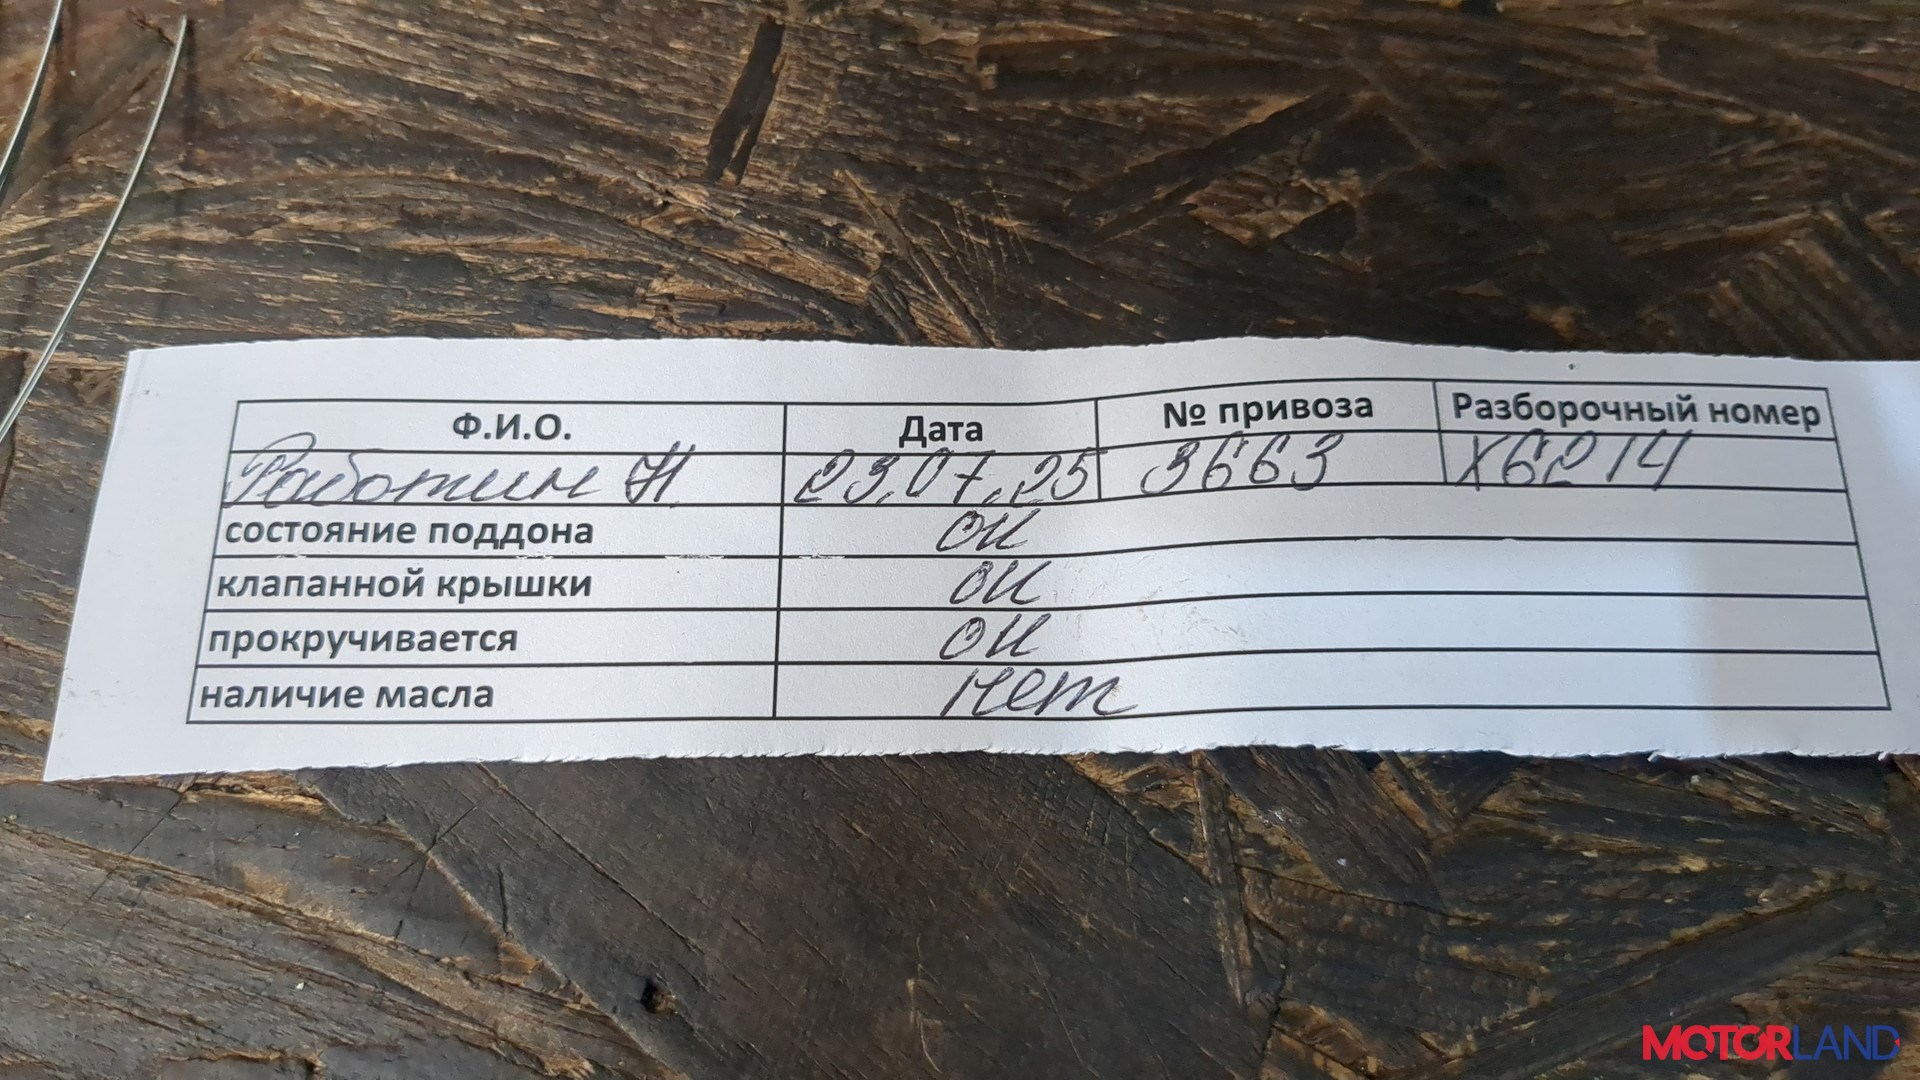 Ф.И.О. Дата № привоза Разборочный номер
Работин Н 23.07.25 3663 Х6214
состояние поддона ок
клапанной крышки ок
прокручивается ок
наличие масла нет
MOTORLAND